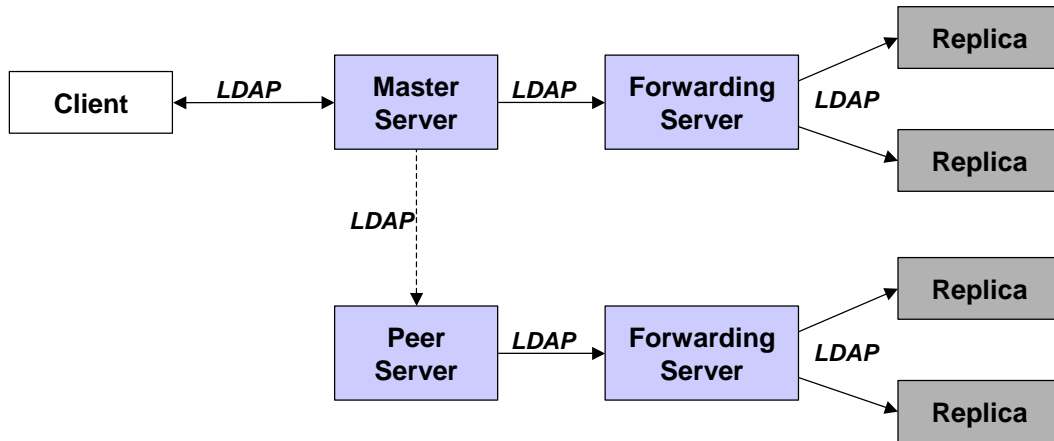 Replica
Client
LDAP
Master
Server
LDAP
Forwarding
Server
LDAP
Replica
LDAP
Replica
Peer
Server
LDAP
Forwarding
Server
LDAP
Replica